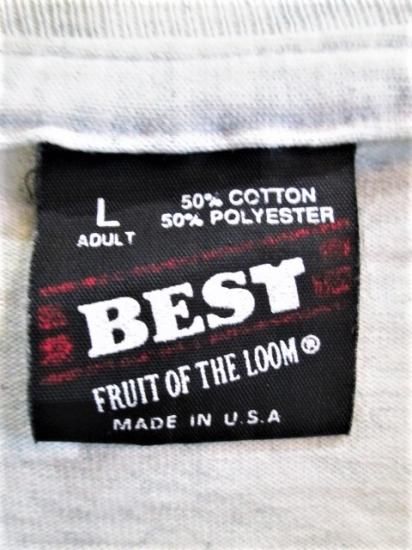 L
ADULT
50% COTTON
50% POLYESTER
BEST
FRUIT OF THE LOOM®
MADE IN U.S.A